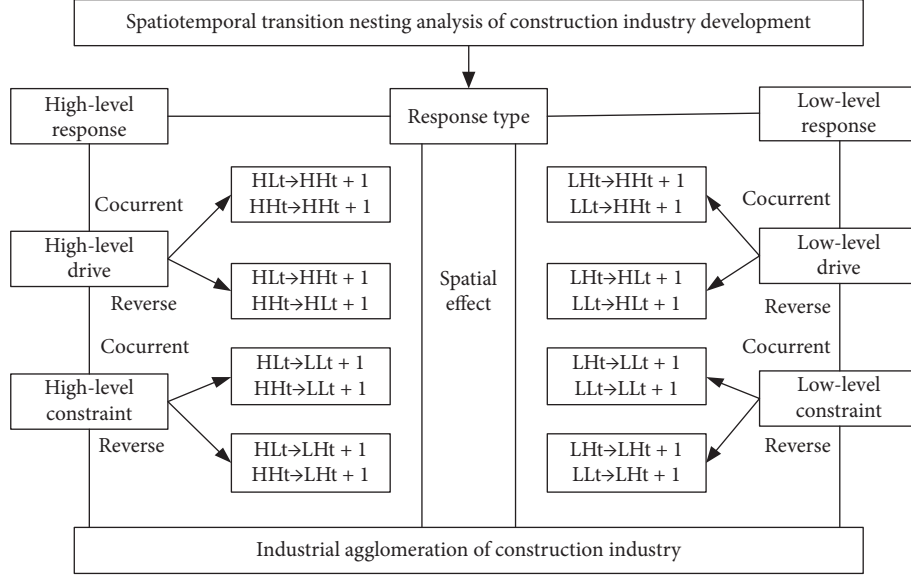 Spatiotemporal transition nesting analysis of construction industry development
High-level
response
Response type
Low-level
response
HLt→HHt + 1
HHt→HHt + 1
LHt→HHt + 1
LLt→HHt + 1
Cocurrent
Cocurrent
High-level
drive
Low-level
drive
HLt→HHt + 1
HHt→HLt + 1
Spatial
effect
LHt→HLt + 1
LLt→HLt + 1
Reverse
Reverse
Cocurrent
Cocurrent
HLt→LLt + 1
HHt→LLt + 1
LHt→LLt + 1
LLt→LLt + 1
High-level
constraint
Low-level
constraint
Reverse
Reverse
HLt→LHt + 1
HHt→LHt + 1
LHt→LHt + 1
LLt→LHt + 1
Industrial agglomeration of construction industry